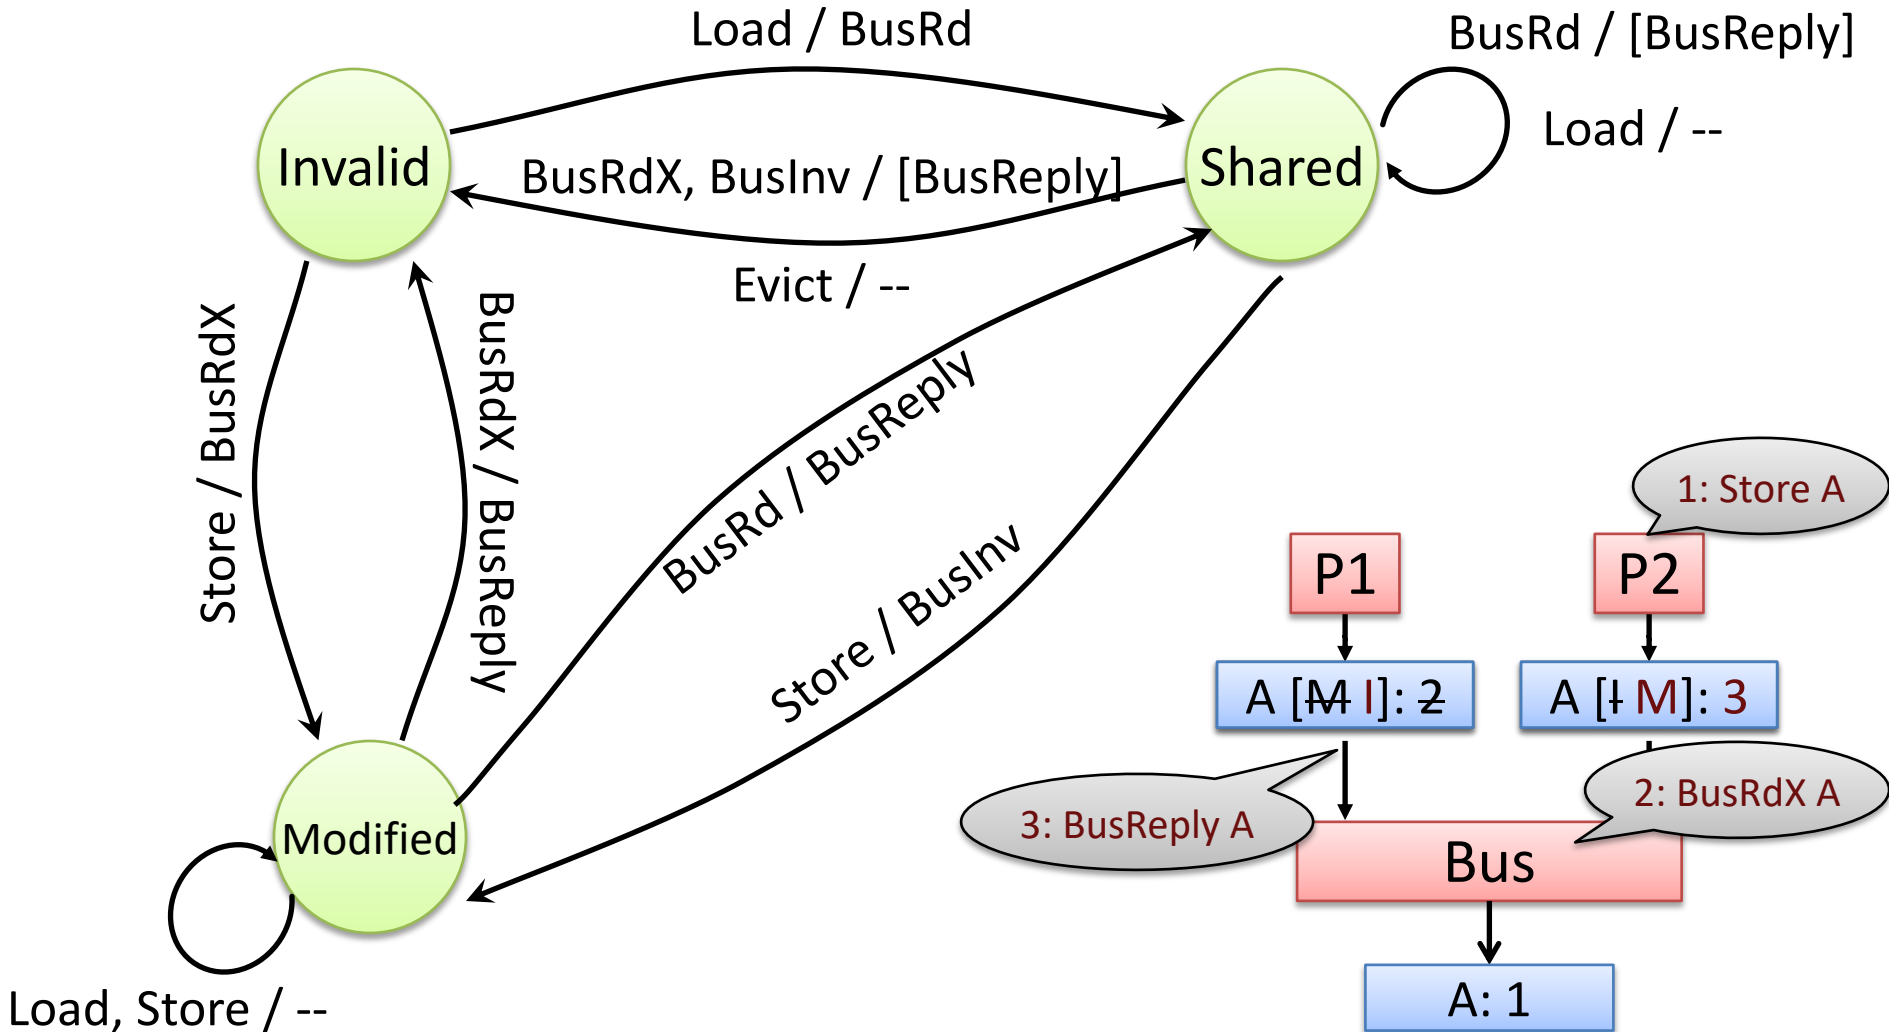 Load / BusRd
BusRd / [BusReply]
Load / --
Invalid
Shared
BusRdX, BusInv / [BusReply]
Evict / --
Store / BusRdX
BusRdX / BusReply
BusRd / BusReply
Store / BusInv
Modified
Load, Store / --
1: Store A
P1
P2
A [M I]: 2
A [I M]: 3
2: BusRdX A
3: BusReply A
Bus
A: 1